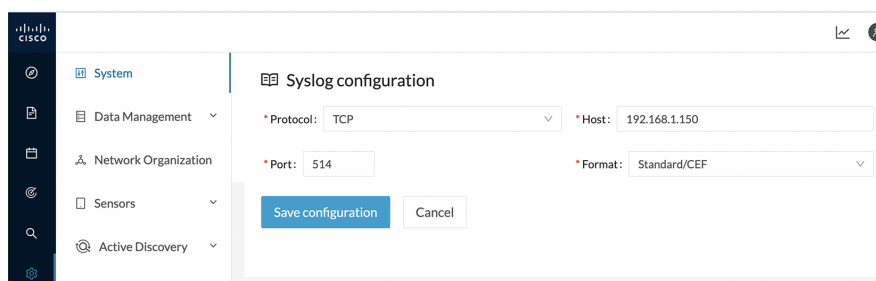 CISCO
System
Data Management
Network Organization
Sensors
Active Discovery
Syslog configuration
* Protocol: TCP
* Host: 192.168.1.150
* Port: 514
* Format: Standard/CEF
Save configuration
Cancel